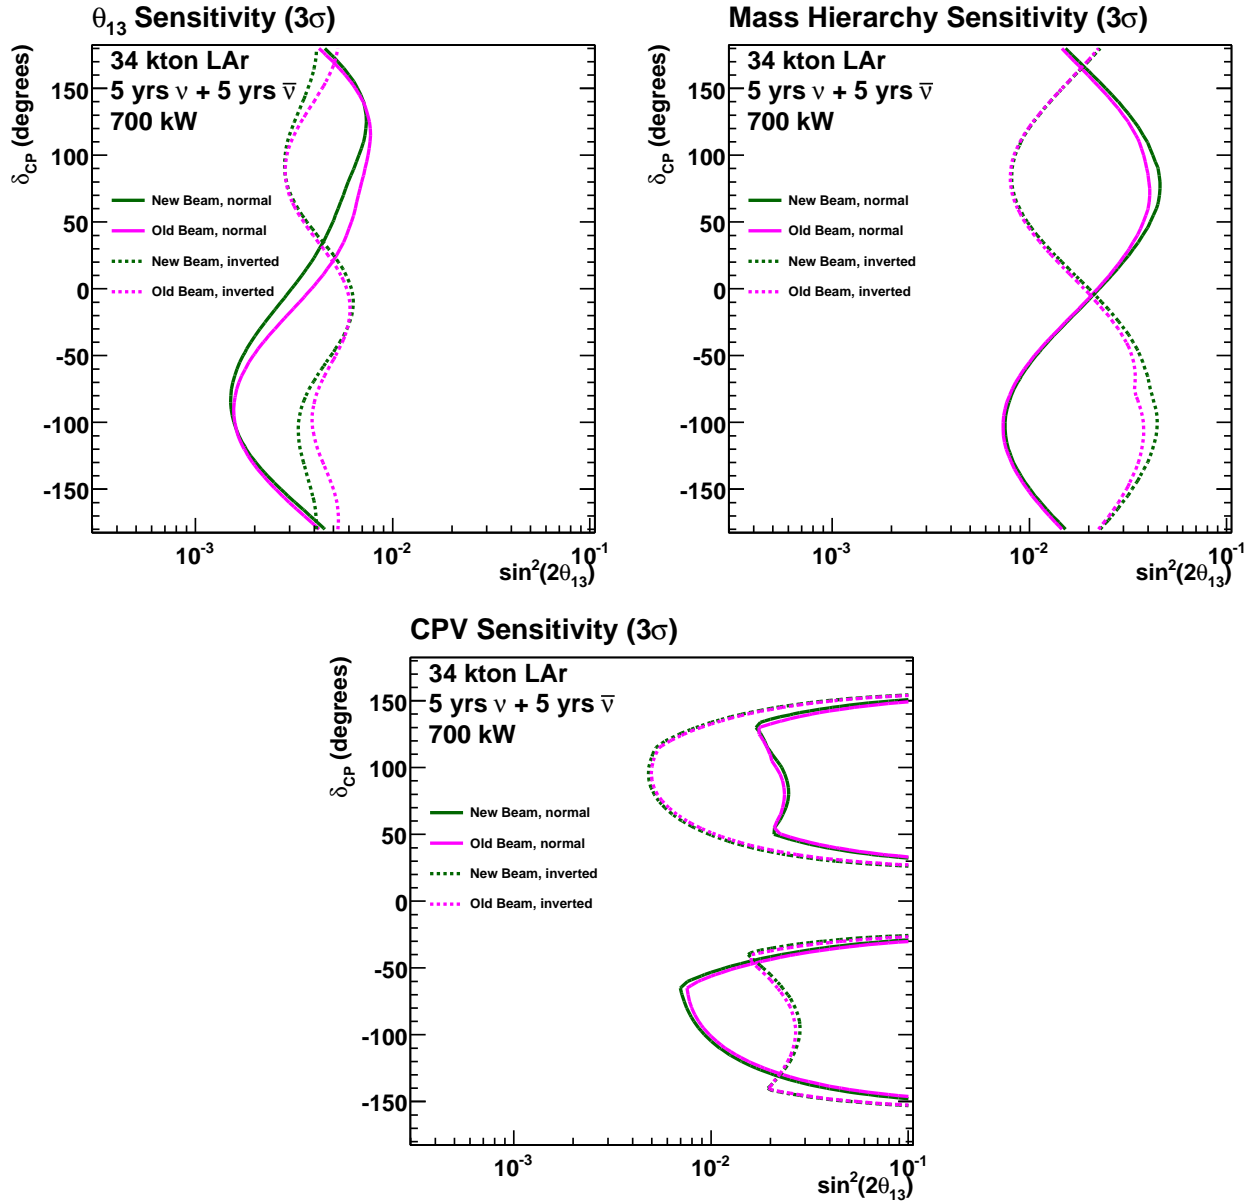 θ13 Sensitivity (3σ)
34 kton LAr
5 yrs ν + 5 yrs ν̅
700 kW
δCP (degrees)
150
100
50
0
-50
-100
-150
New Beam, normal
Old Beam, normal
New Beam, inverted
Old Beam, inverted
10-3
10-2
10-1
sin2(2θ13)
Mass Hierarchy Sensitivity (3σ)
34 kton LAr
5 yrs ν + 5 yrs ν̅
700 kW
δCP (degrees)
150
100
50
0
-50
-100
-150
New Beam, normal
Old Beam, normal
New Beam, inverted
Old Beam, inverted
10-3
10-2
10-1
sin2(2θ13)
CPV Sensitivity (3σ)
34 kton LAr
5 yrs ν + 5 yrs ν̅
700 kW
δCP (degrees)
150
100
50
0
-50
-100
-150
New Beam, normal
Old Beam, normal
New Beam, inverted
Old Beam, inverted
10-3
10-2
10-1
sin2(2θ13)